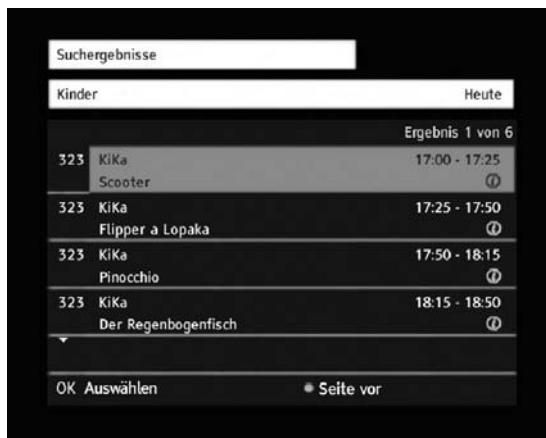 Suchergebnisse
Kinder Heute
Ergebnis 1 von 6
323 KiKa 17:00 - 17:25
Scooter
323 KiKa 17:25 - 17:50
Flipper a Lopaka
323 KiKa 17:50 - 18:15
Pinocchio
323 KiKa 18:15 - 18:50
Der Regenbogenfisch
OK Auswählen Seite vor